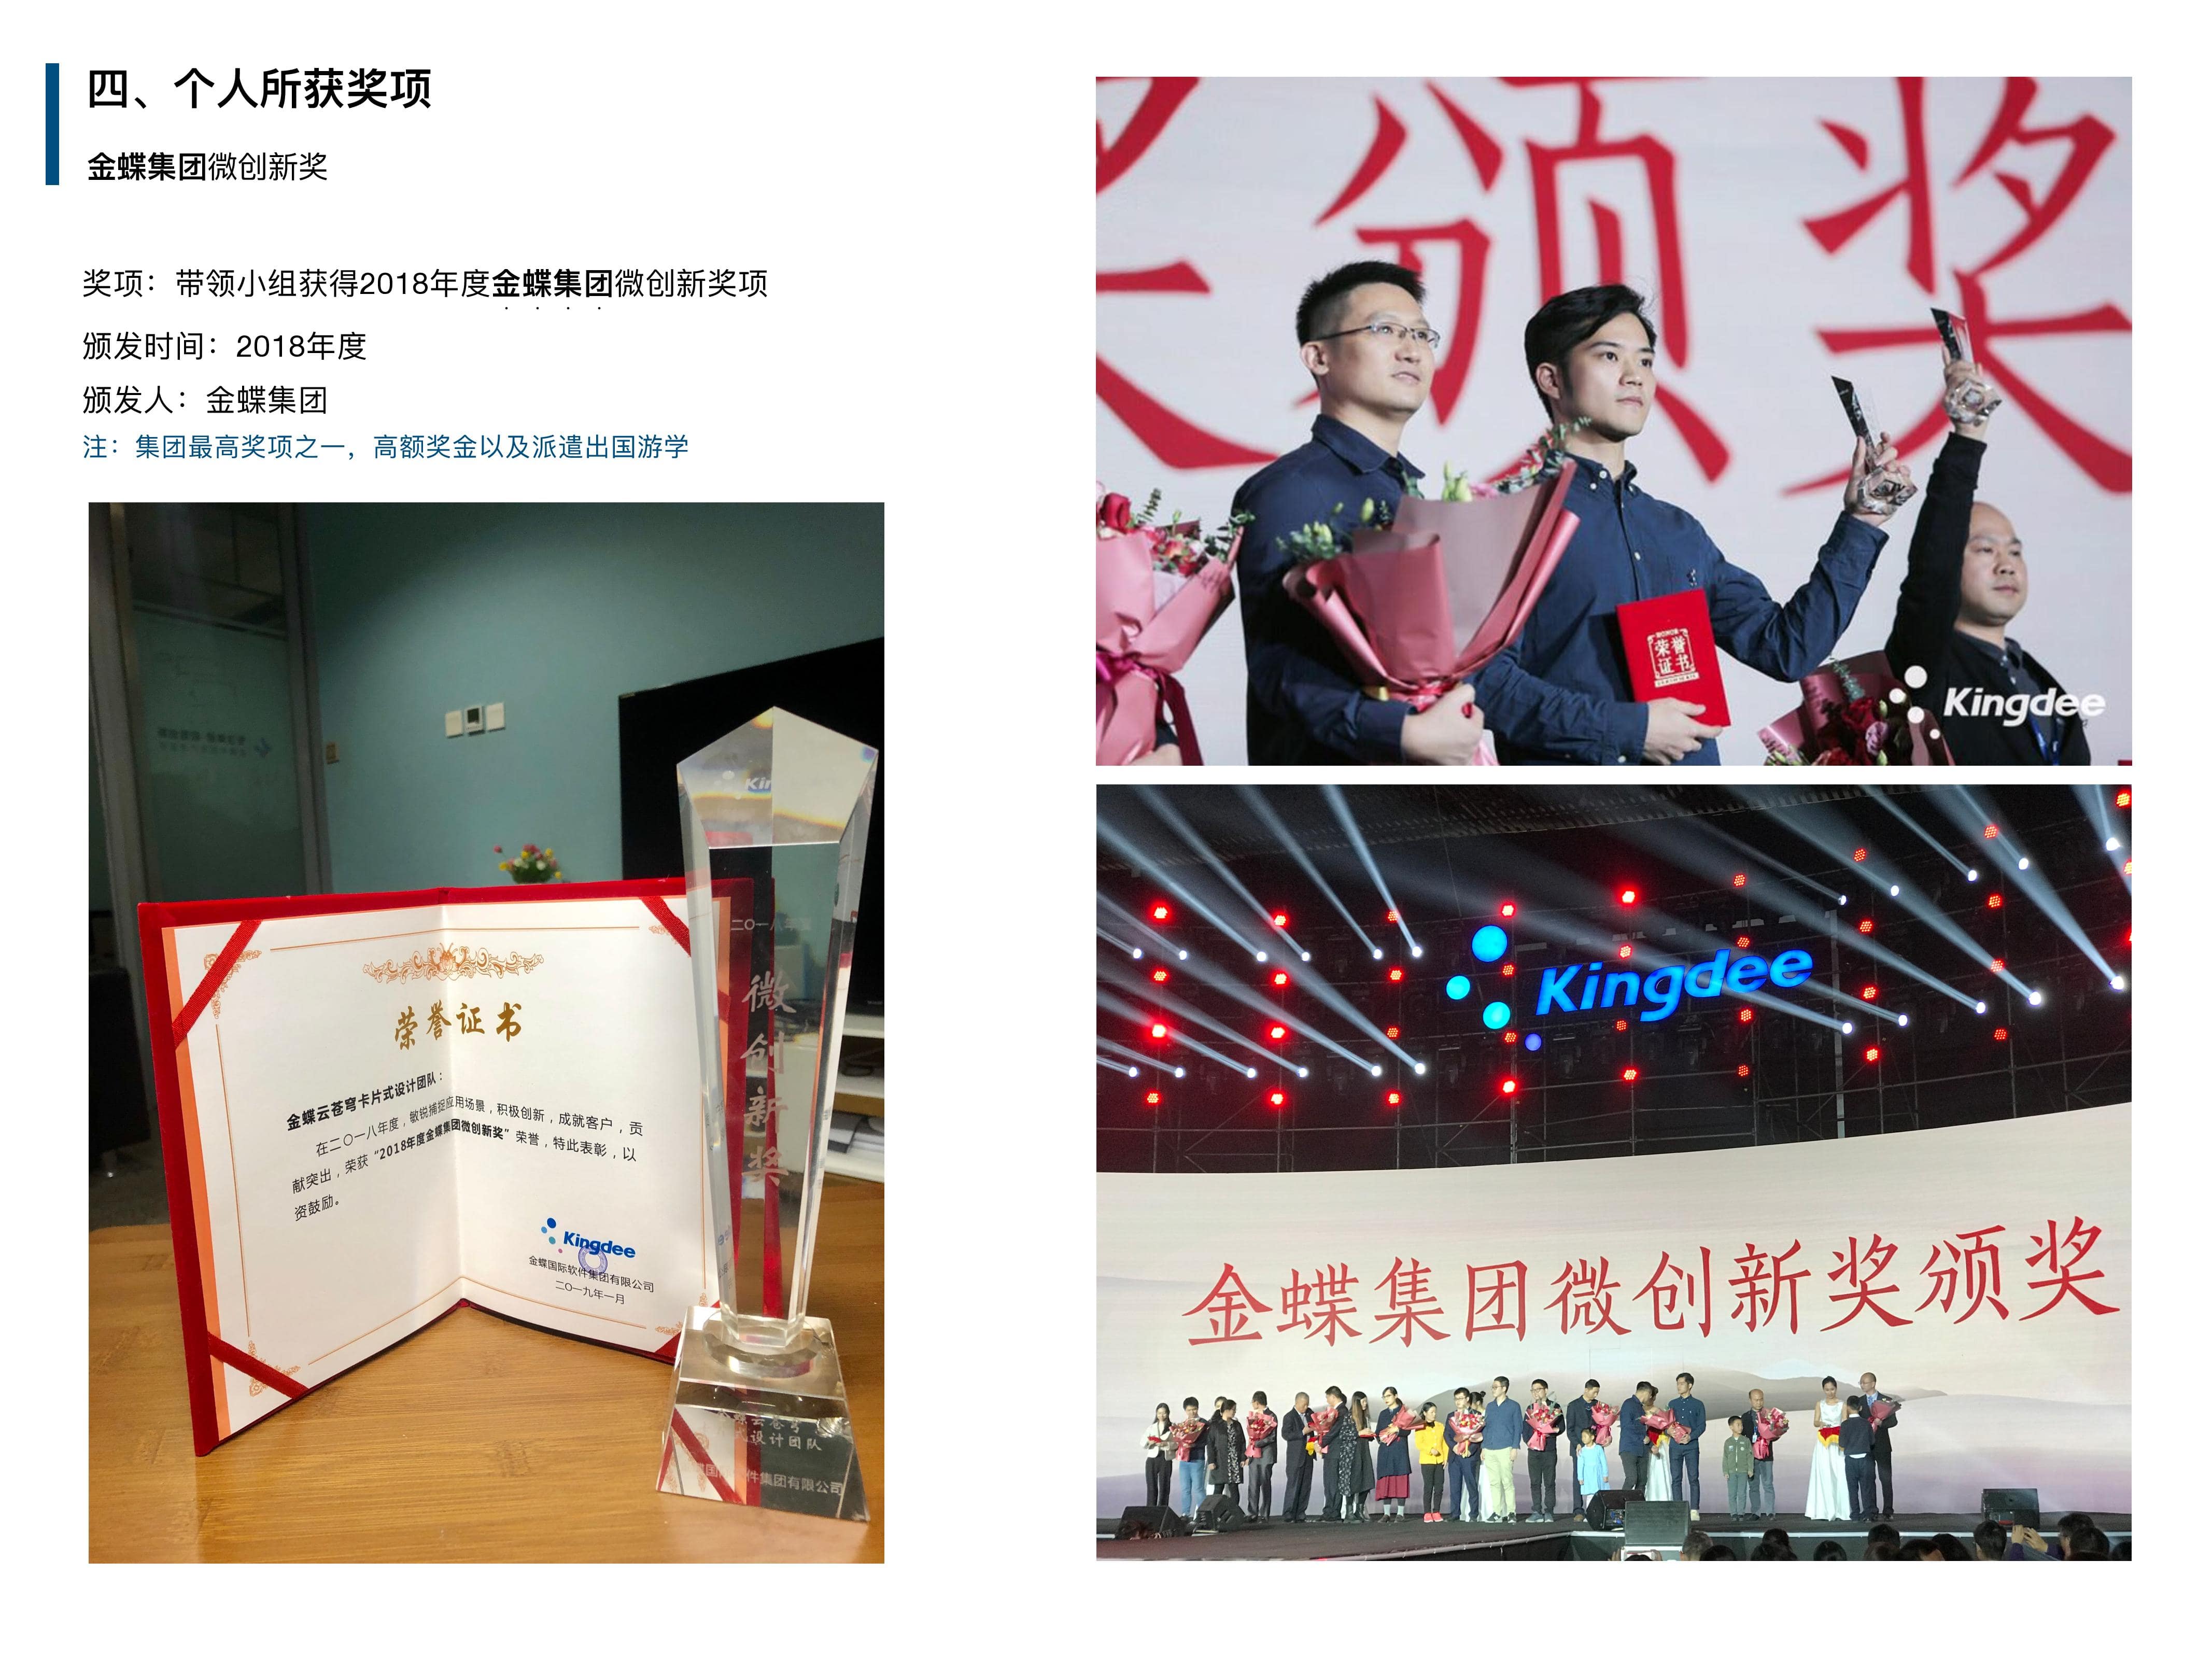 四、个人所获奖项
金蝶集团微创新奖
奖项：带领小组获得2018年度金蝶集团微创新奖项
颁发时间：2018年度
颁发人：金蝶集团
注：集团最高奖项之一，高额奖金以及派遣出国游学
颁奖
HONOR
荣誉
证书
Kingdee
荣誉证书
金蝶云苍穹卡片式设计团队：
在二〇一八年度，敏锐捕捉应用场景，积极创新，成就客户，贡
献突出，荣获“2018年度金蝶集团微创新奖”荣誉，特此表彰，以
资鼓励。
Kingdee
金蝶国际软件集团有限公司
二〇一九年一月
Kin
二〇一八年度
微创新奖
蝶云苍穹
式设计团队
蝶国际软件集团有限公司
Kingdee
金蝶集团微创新奖颁奖